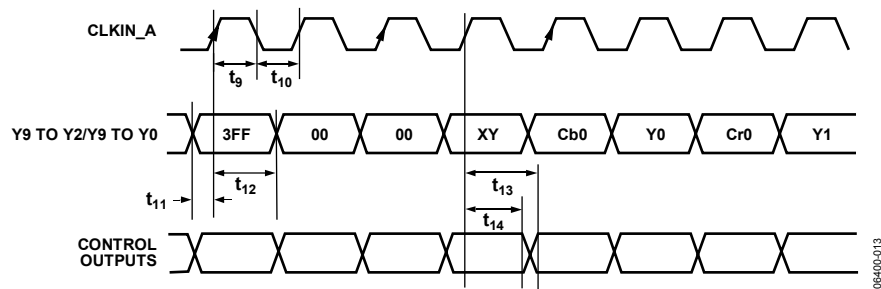 CLKIN_A
t9
t10
Y9 TO Y2/Y9 TO Y0
3FF
00
00
XY
Cb0
Y0
Cr0
Y1
t12
t13
t11
t14
CONTROL
OUTPUTS
06400-013